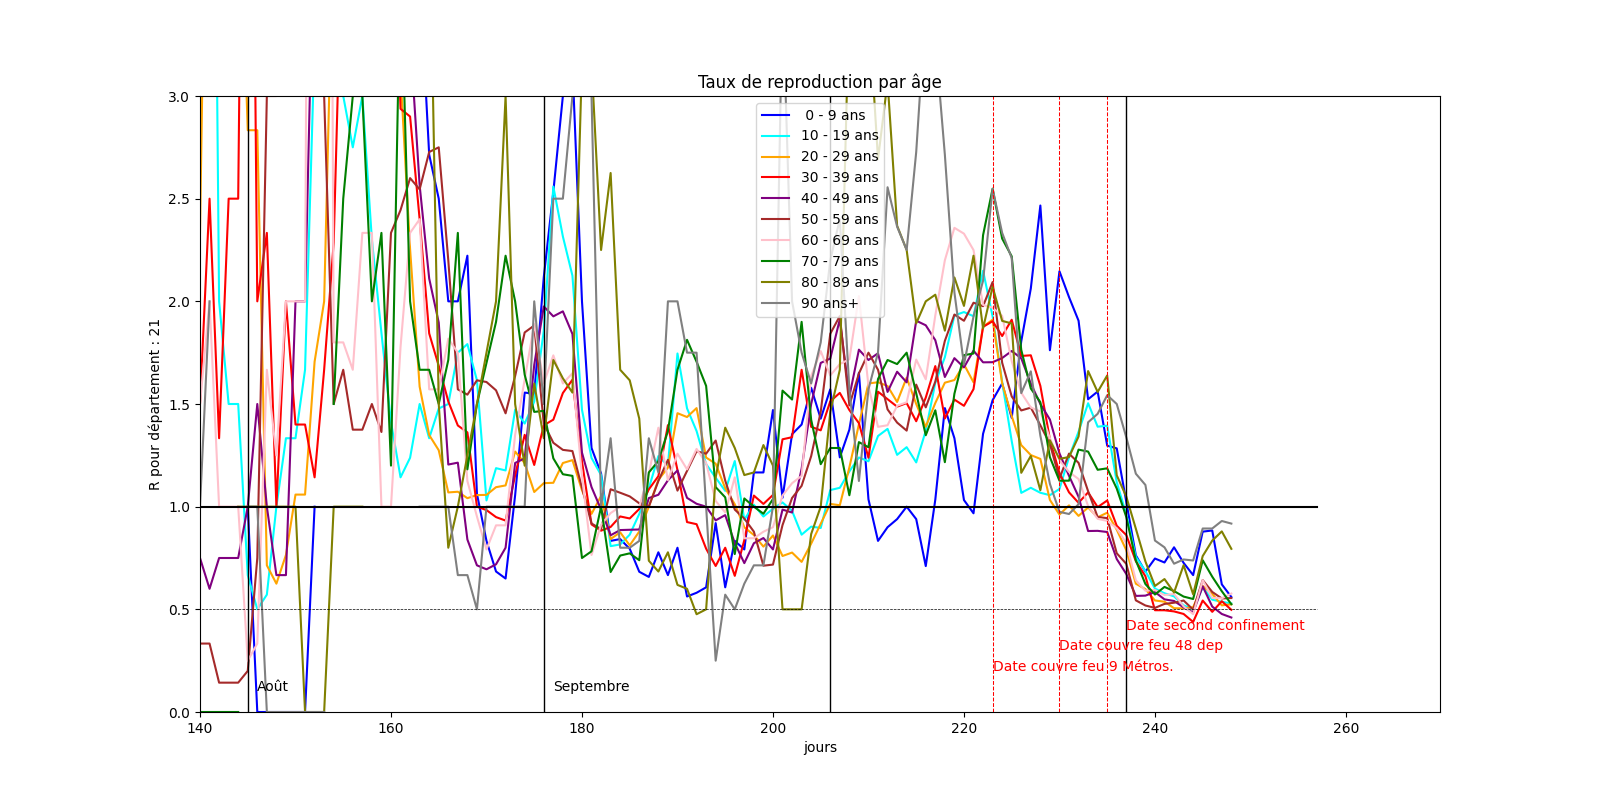 Taux de reproduction par âge
R pour département : 21
3.0
2.5
2.0
1.5
1.0
0.5
0.0
0 - 9 ans
10 - 19 ans
20 - 29 ans
30 - 39 ans
40 - 49 ans
50 - 59 ans
60 - 69 ans
70 - 79 ans
80 - 89 ans
90 ans+
Date second confinement
Date couvre feu 48 dep
Date couvre feu 9 Métros.
Août
Septembre
140 160 180 200 220 240 260
jours